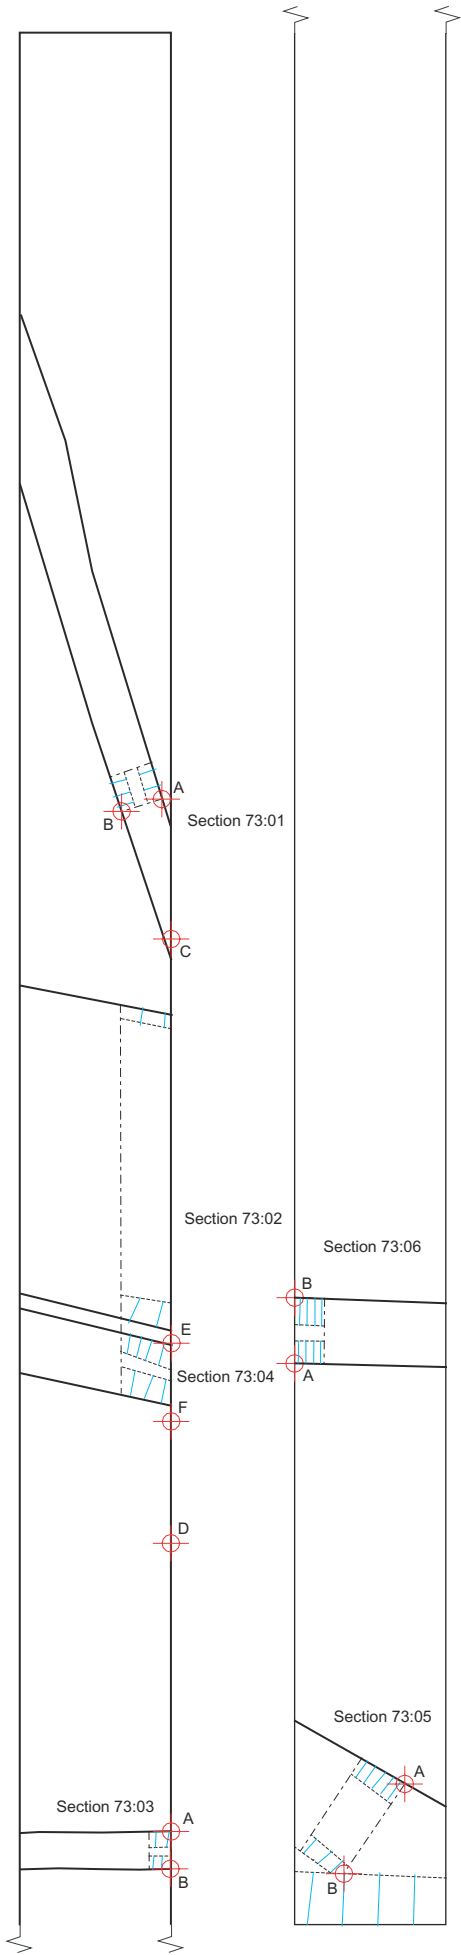 A
B
Section 73:01
C
Section 73:02
Section 73:06
B
E
A
Section 73:04
F
D
Section 73:05
A
Section 73:03
A
B
B